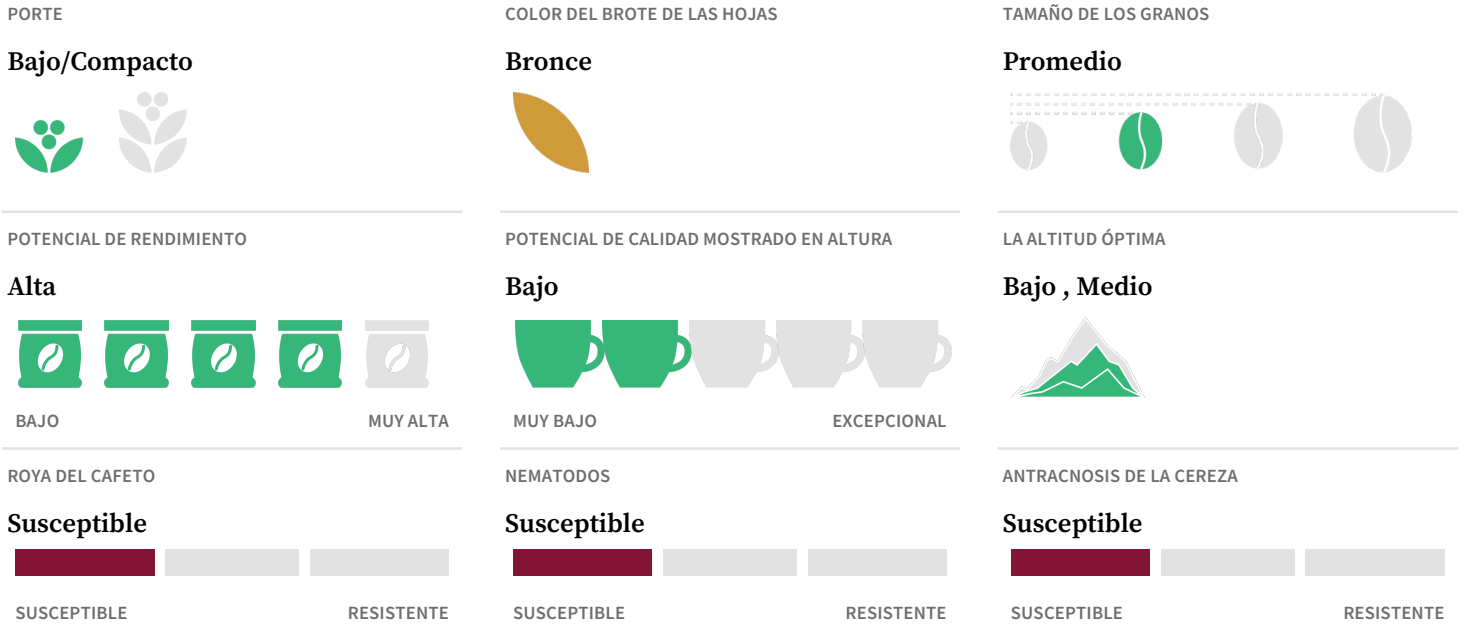 PORTE
Bajo/Compacto
COLOR DEL BROTE DE LAS HOJAS
Bronce
TAMAÑO DE LOS GRANOS
Promedio
POTENCIAL DE RENDIMIENTO
Alta
BAJO
MUY ALTA
POTENCIAL DE CALIDAD MOSTRADO EN ALTURA
Bajo
MUY BAJO
EXCEPCIONAL
LA ALTITUD ÓPTIMA
Bajo , Medio
ROYA DEL CAFETO
Susceptible
SUSCEPTIBLE
RESISTENTE
NEMATODOS
Susceptible
SUSCEPTIBLE
RESISTENTE
ANTRACNOSIS DE LA CEREZA
Susceptible
SUSCEPTIBLE
RESISTENTE